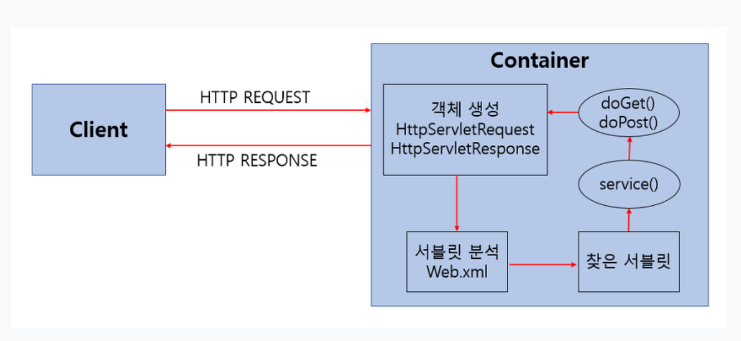 Container
Client
HTTP REQUEST
HTTP RESPONSE
객체 생성
HttpServletRequest
HttpServletResponse
doGet()
doPost()
service()
서블릿 분석
Web.xml
찾은 서블릿